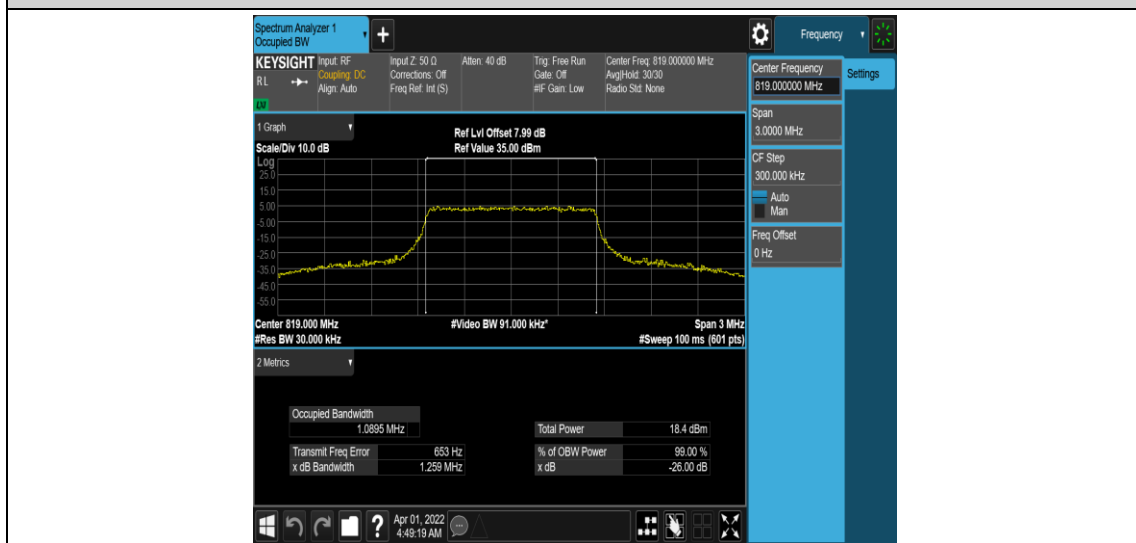 Spectrum Analyzer 1
Occupied BW
+
Frequency
KEYSIGHT
RL
LXI
Input: RF
Coupling: DC
Align: Auto
Input Z: 50 Ω
Corrections: Off
Freq Ref: Int (S)
Atten: 40 dB
Trig: Free Run
Gate: Off
#IF Gain: Low
Center Freq: 819.000000 MHz
Avg|Hold: 30/30
Radio Std: None
Center Frequency
819.000000 MHz
Settings
Span
3.0000 MHz
CF Step
300.000 kHz
Auto
Man
Freq Offset
0 Hz
1 Graph
Scale/Div 10.0 dB
Ref Lvl Offset 7.99 dB
Ref Value 35.00 dBm
Log
25.0
15.0
5.00
-5.00
-15.0
-25.0
-35.0
-45.0
-55.0
Center 819.000 MHz
#Res BW 30.000 kHz
#Video BW 91.000 kHz*
Span 3 MHz
#Sweep 100 ms (601 pts)
2 Metrics
Occupied Bandwidth
1.0895 MHz
Total Power 18.4 dBm
Transmit Freq Error 653 Hz
% of OBW Power 99.00 %
x dB Bandwidth 1.259 MHz
x dB -26.00 dB
?
Apr 01, 2022
4:49:19 AM